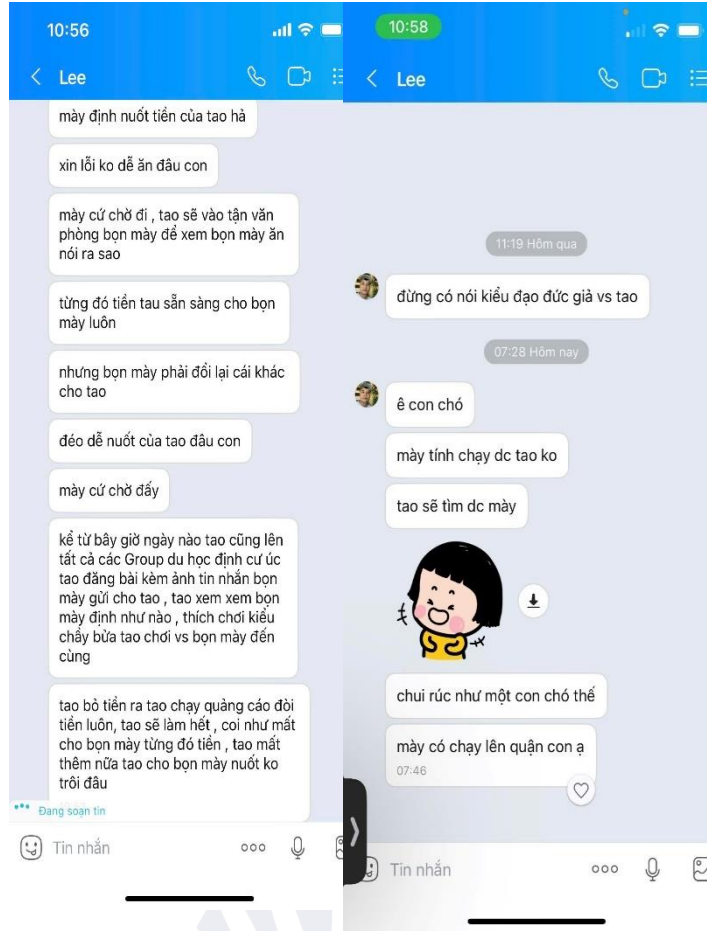 10:56
Lee
mày định nuốt tiền của tao hả
xin lỗi ko dễ ăn đâu con
mày cứ chờ đi , tao sẽ vào tận văn
phòng bọn mày để xem bọn mày ăn
nói ra sao
từng đó tiền tau sẵn sàng cho bọn
mày luôn
nhưng bọn mày phải đổi lại cái khác
cho tao
đéo dễ nuốt của tao đâu con
mày cứ chờ đấy
kể từ bây giờ ngày nào tao cũng lên
tất cả các Group du học định cư úc
tao đăng bài kèm ảnh tin nhắn bọn
mày gửi cho tao , tao xem xem bọn
mày định như nào , thích chơi kiểu
chầy bửa tao chơi vs bọn mày đến
cùng
tao bỏ tiền ra tao chạy quảng cáo đòi
tiền luôn, tao sẽ làm hết , coi như mất
cho bọn mày từng đó tiền , tao mất
thêm nữa tao cho bọn mày nuốt ko
trôi đâu
Đang soạn tin
Tin nhắn
10:58
Lee
11:19 Hôm qua
đừng có nói kiểu đạo đức giả vs tao
07:28 Hôm nay
ê con chó
mày tính chạy dc tao ko
tao sẽ tìm dc mày
chui rúc như một con chó thế
mày có chạy lên quận con ạ
07:46
Tin nhắn